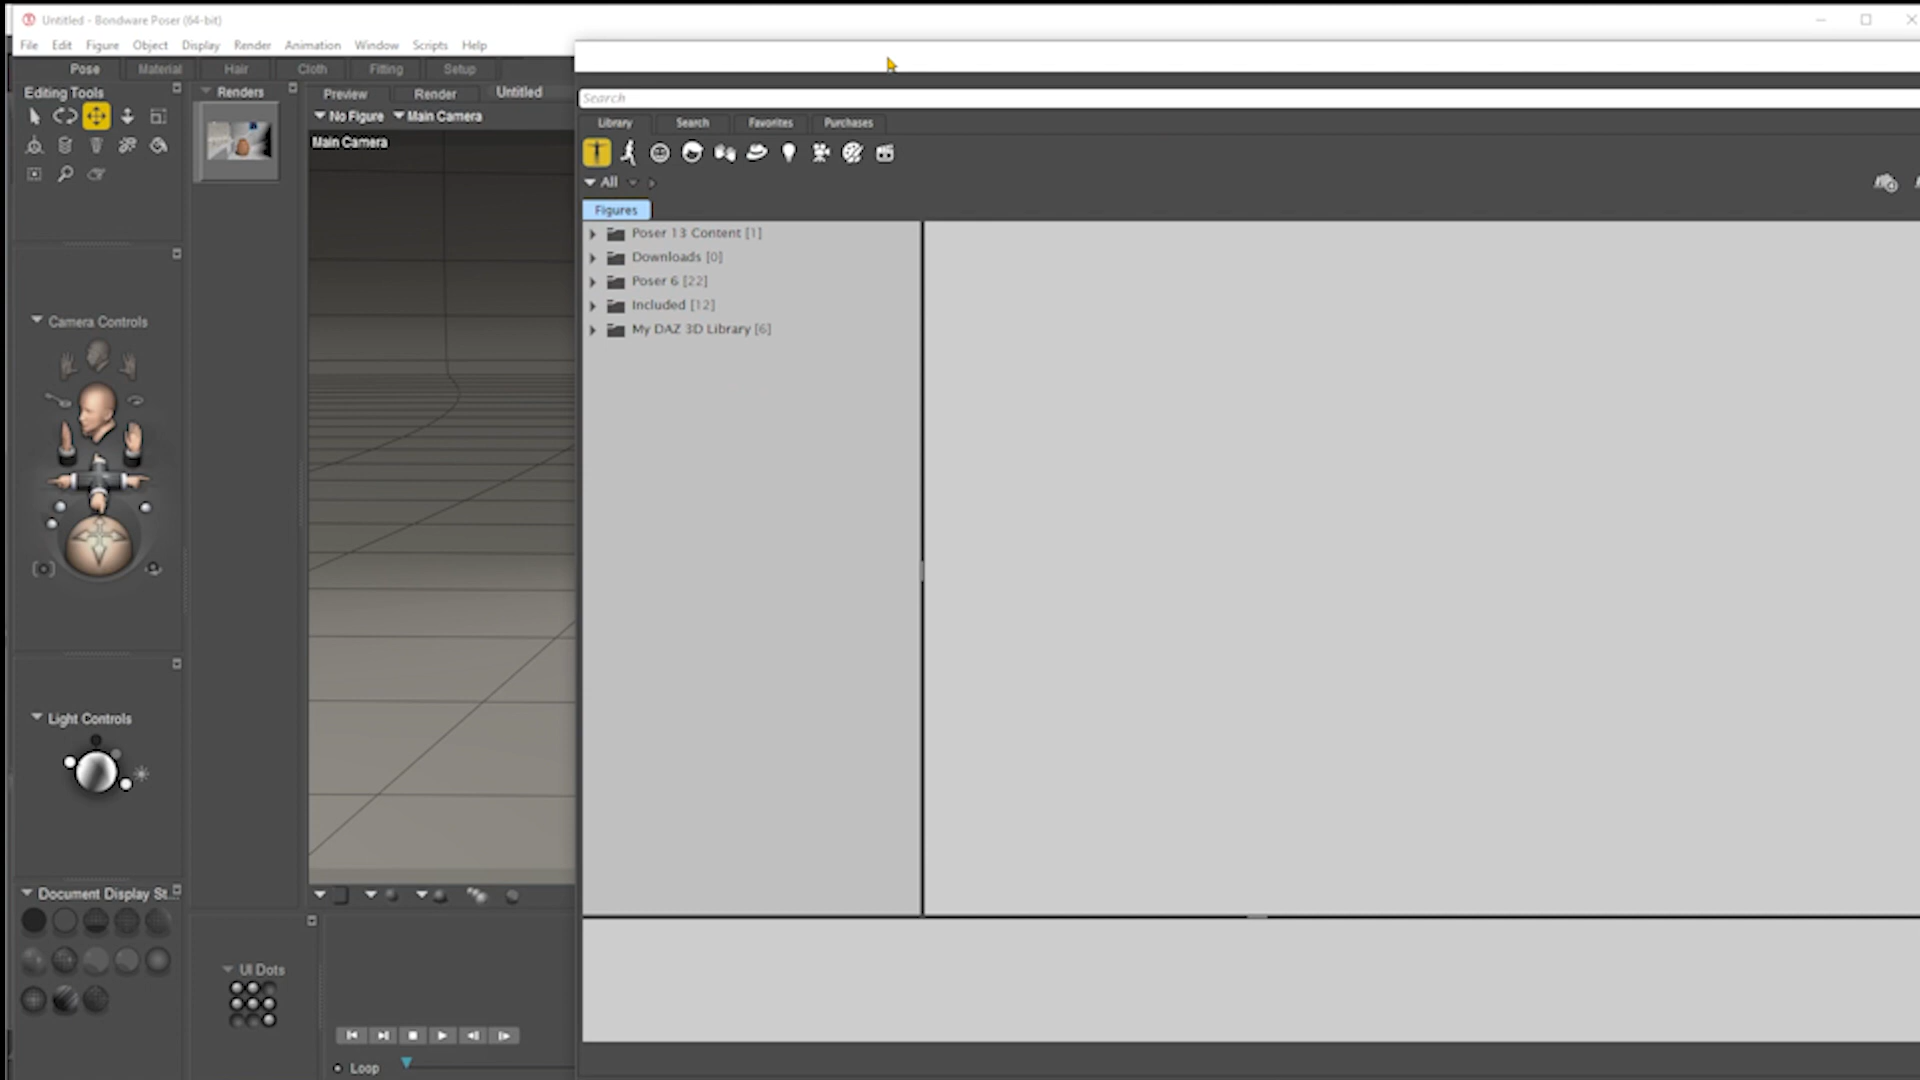 Untitled - Bondware Poser (64-bit)
File Edit Figure Object Display Render Animation Window Scripts Help
Pose Material Hair Cloth Fitting Setup
Editing Tools
Renders
Preview Render Untitled
No Figure Main Camera
Main Camera
Search
Library Search Favorites Purchases
All
Figures
Poser 13 Content [1]
Downloads [0]
Poser 6 [22]
Included [12]
My DAZ 3D Library [6]
Camera Controls
Light Controls
Document Display St...
UI Dots
Loop